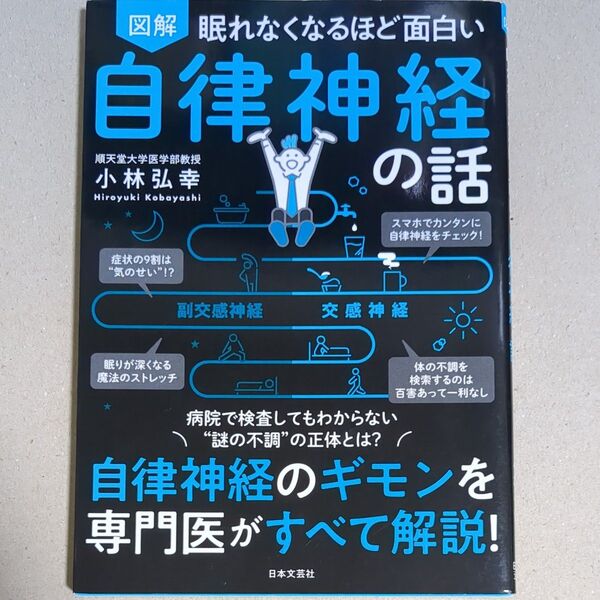 図解 眠れなくなるほど面白い
自律神経
の話
順天堂大学医学部教授
小林弘幸
Hiroyuki Kobayashi
スマホでカンタンに
自律神経をチェック!
症状の9割は
“気のせい”!?
副交感神経
交感神経
眠りが深くなる
魔法のストレッチ
体の不調を
検索するのは
百害あって一利なし
病院で検査してもわからない
“謎の不調”の正体とは?
自律神経のギモンを
専門医がすべて解説!
日本文芸社